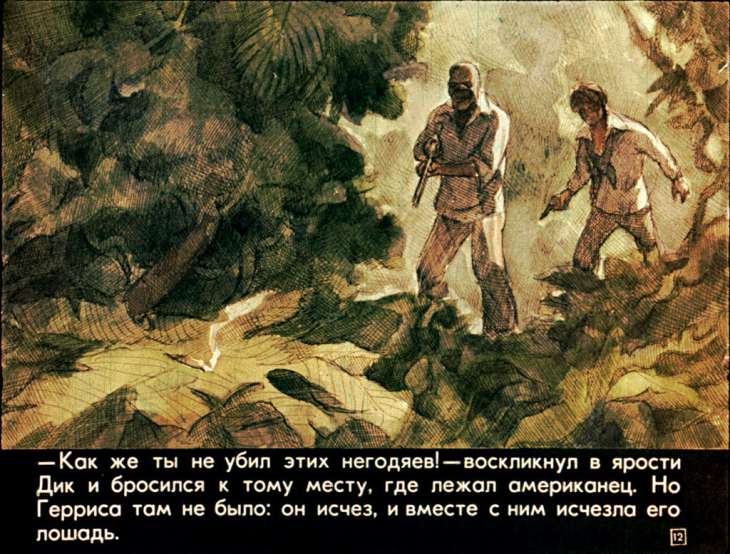 —Как же ты не убил этих негодяев!—воскликнул в ярости
Дик и бросился к тому месту, где лежал американец. Но
Герриса там не было: он исчез, и вместе с ним исчезла его
лошадь.
12